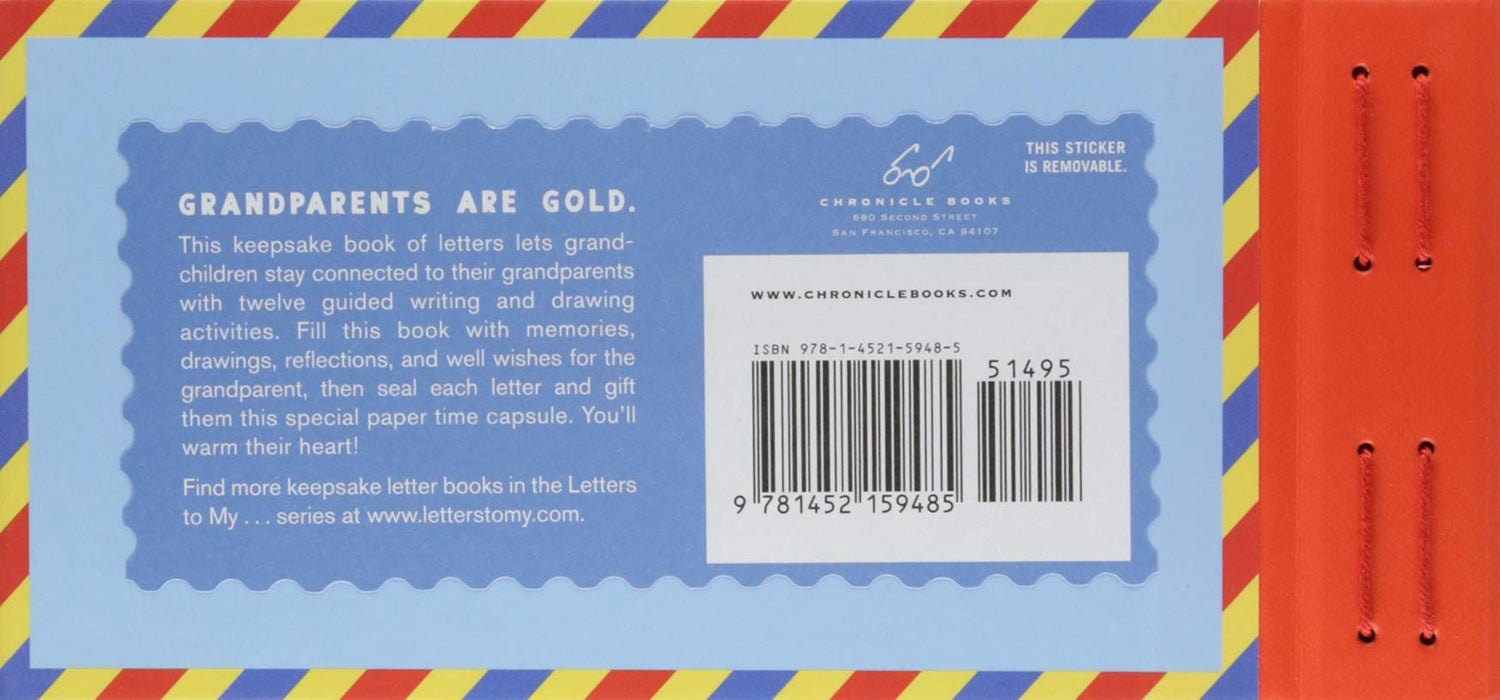 GRANDPARENTS ARE GOLD.
This keepsake book of letters lets grand-
children stay connected to their grandparents
with twelve guided writing and drawing
activities. Fill this book with memories,
drawings, reflections, and well wishes for the
grandparent, then seal each letter and gift
them this special paper time capsule. You'll
warm their heart!
Find more keepsake letter books in the Letters
to My . . . series at www.letterstomy.com.
THIS STICKER
IS REMOVABLE.
CHRONICLE BOOKS
680 SECOND STREET
SAN FRANCISCO, CA 94107
WWW.CHRONICLEBOOKS.COM
ISBN 978-1-4521-5948-5
51495
9 781452 159485